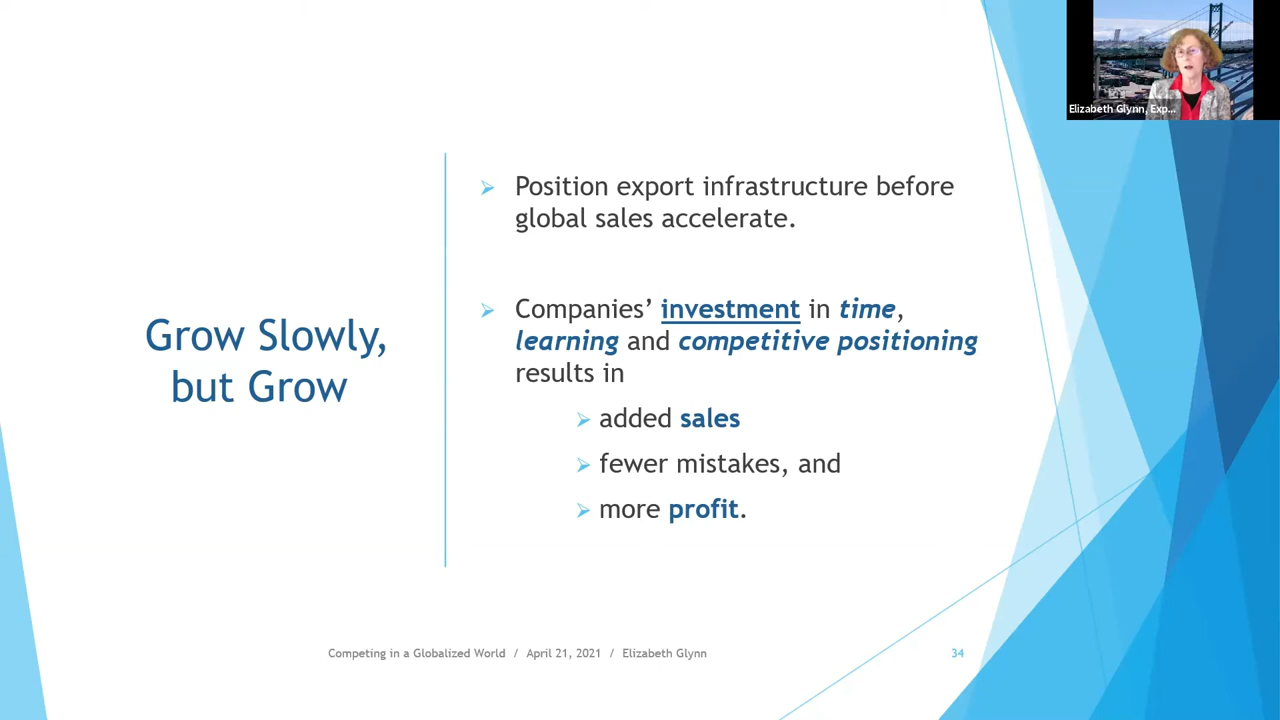 Elizabeth Glynn, Exp...
Position export infrastructure before
global sales accelerate.
Grow Slowly,
but Grow
Companies’ investment in time,
learning and competitive positioning
results in
added sales
fewer mistakes, and
more profit.
Competing in a Globalized World / April 21, 2021 / Elizabeth Glynn
34